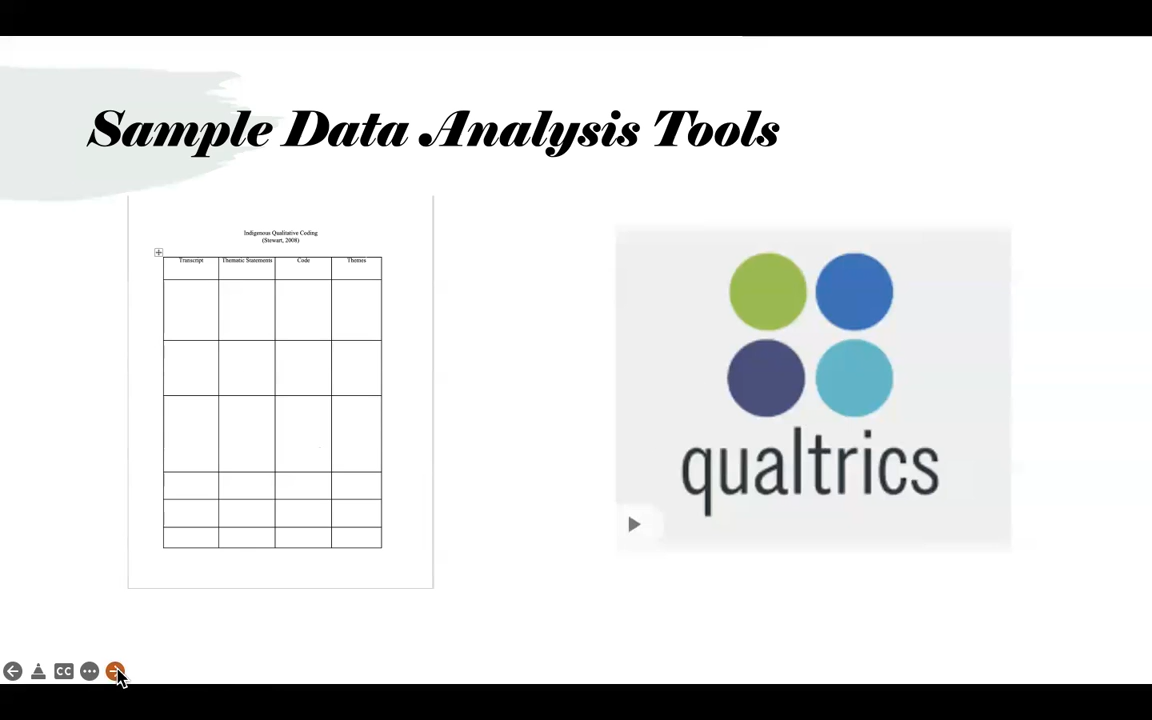 Sample Data Analysis Tools
Indigenous Qualitative Coding
(Stewart, 2008)
Transcript Thematic Statements Code Themes
qualtrics
CC